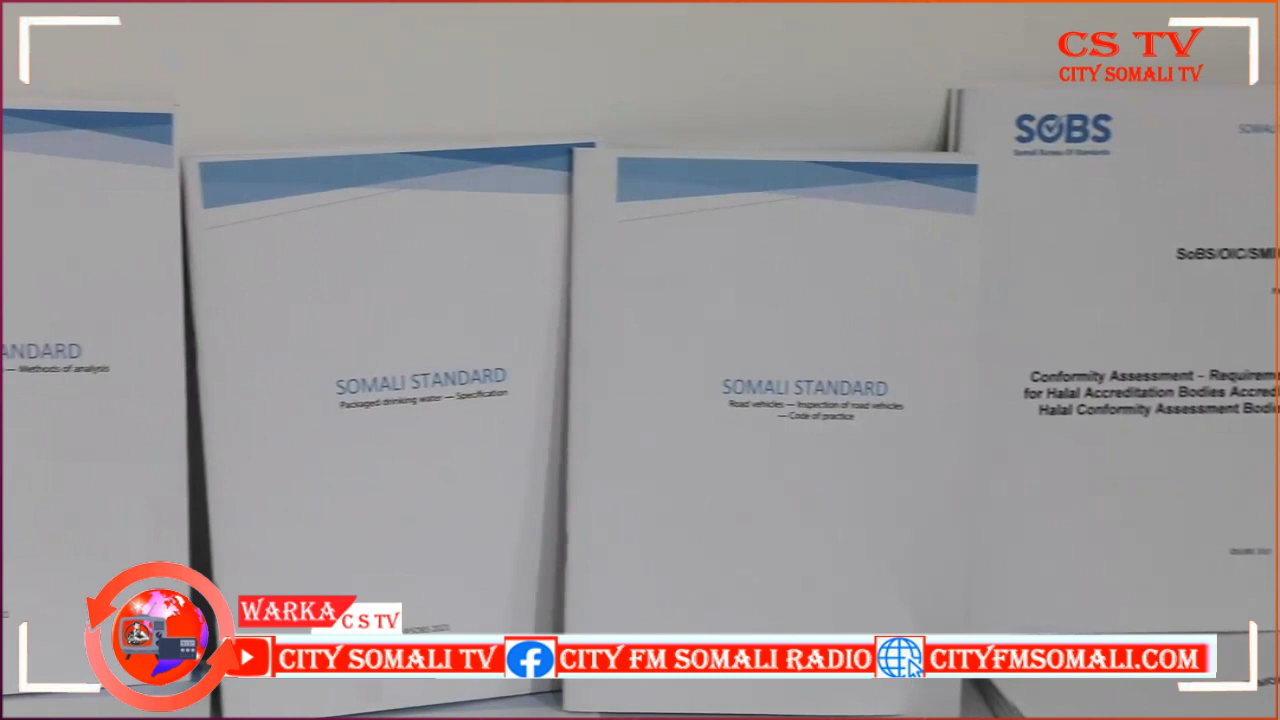 CS TV
CITY SOMALI TV
ANDARD
— Methods of analysis
SOMALI STANDARD
Packaged drinking water — Specification
SOMALI STANDARD
Road vehicles — Inspection of road vehicles
— Code of practice
SOBS
Somali Bureau Of Standards
SOMAL
SoBS/OIC/SMI
Conformity Assessment – Requireme
for Halal Accreditation Bodies Accred
Halal Conformity Assessment Bodi
WARKA
C S TV
CITY SOMALI TV
CITY FM SOMALI RADIO
CITYFMSOMALI.COM